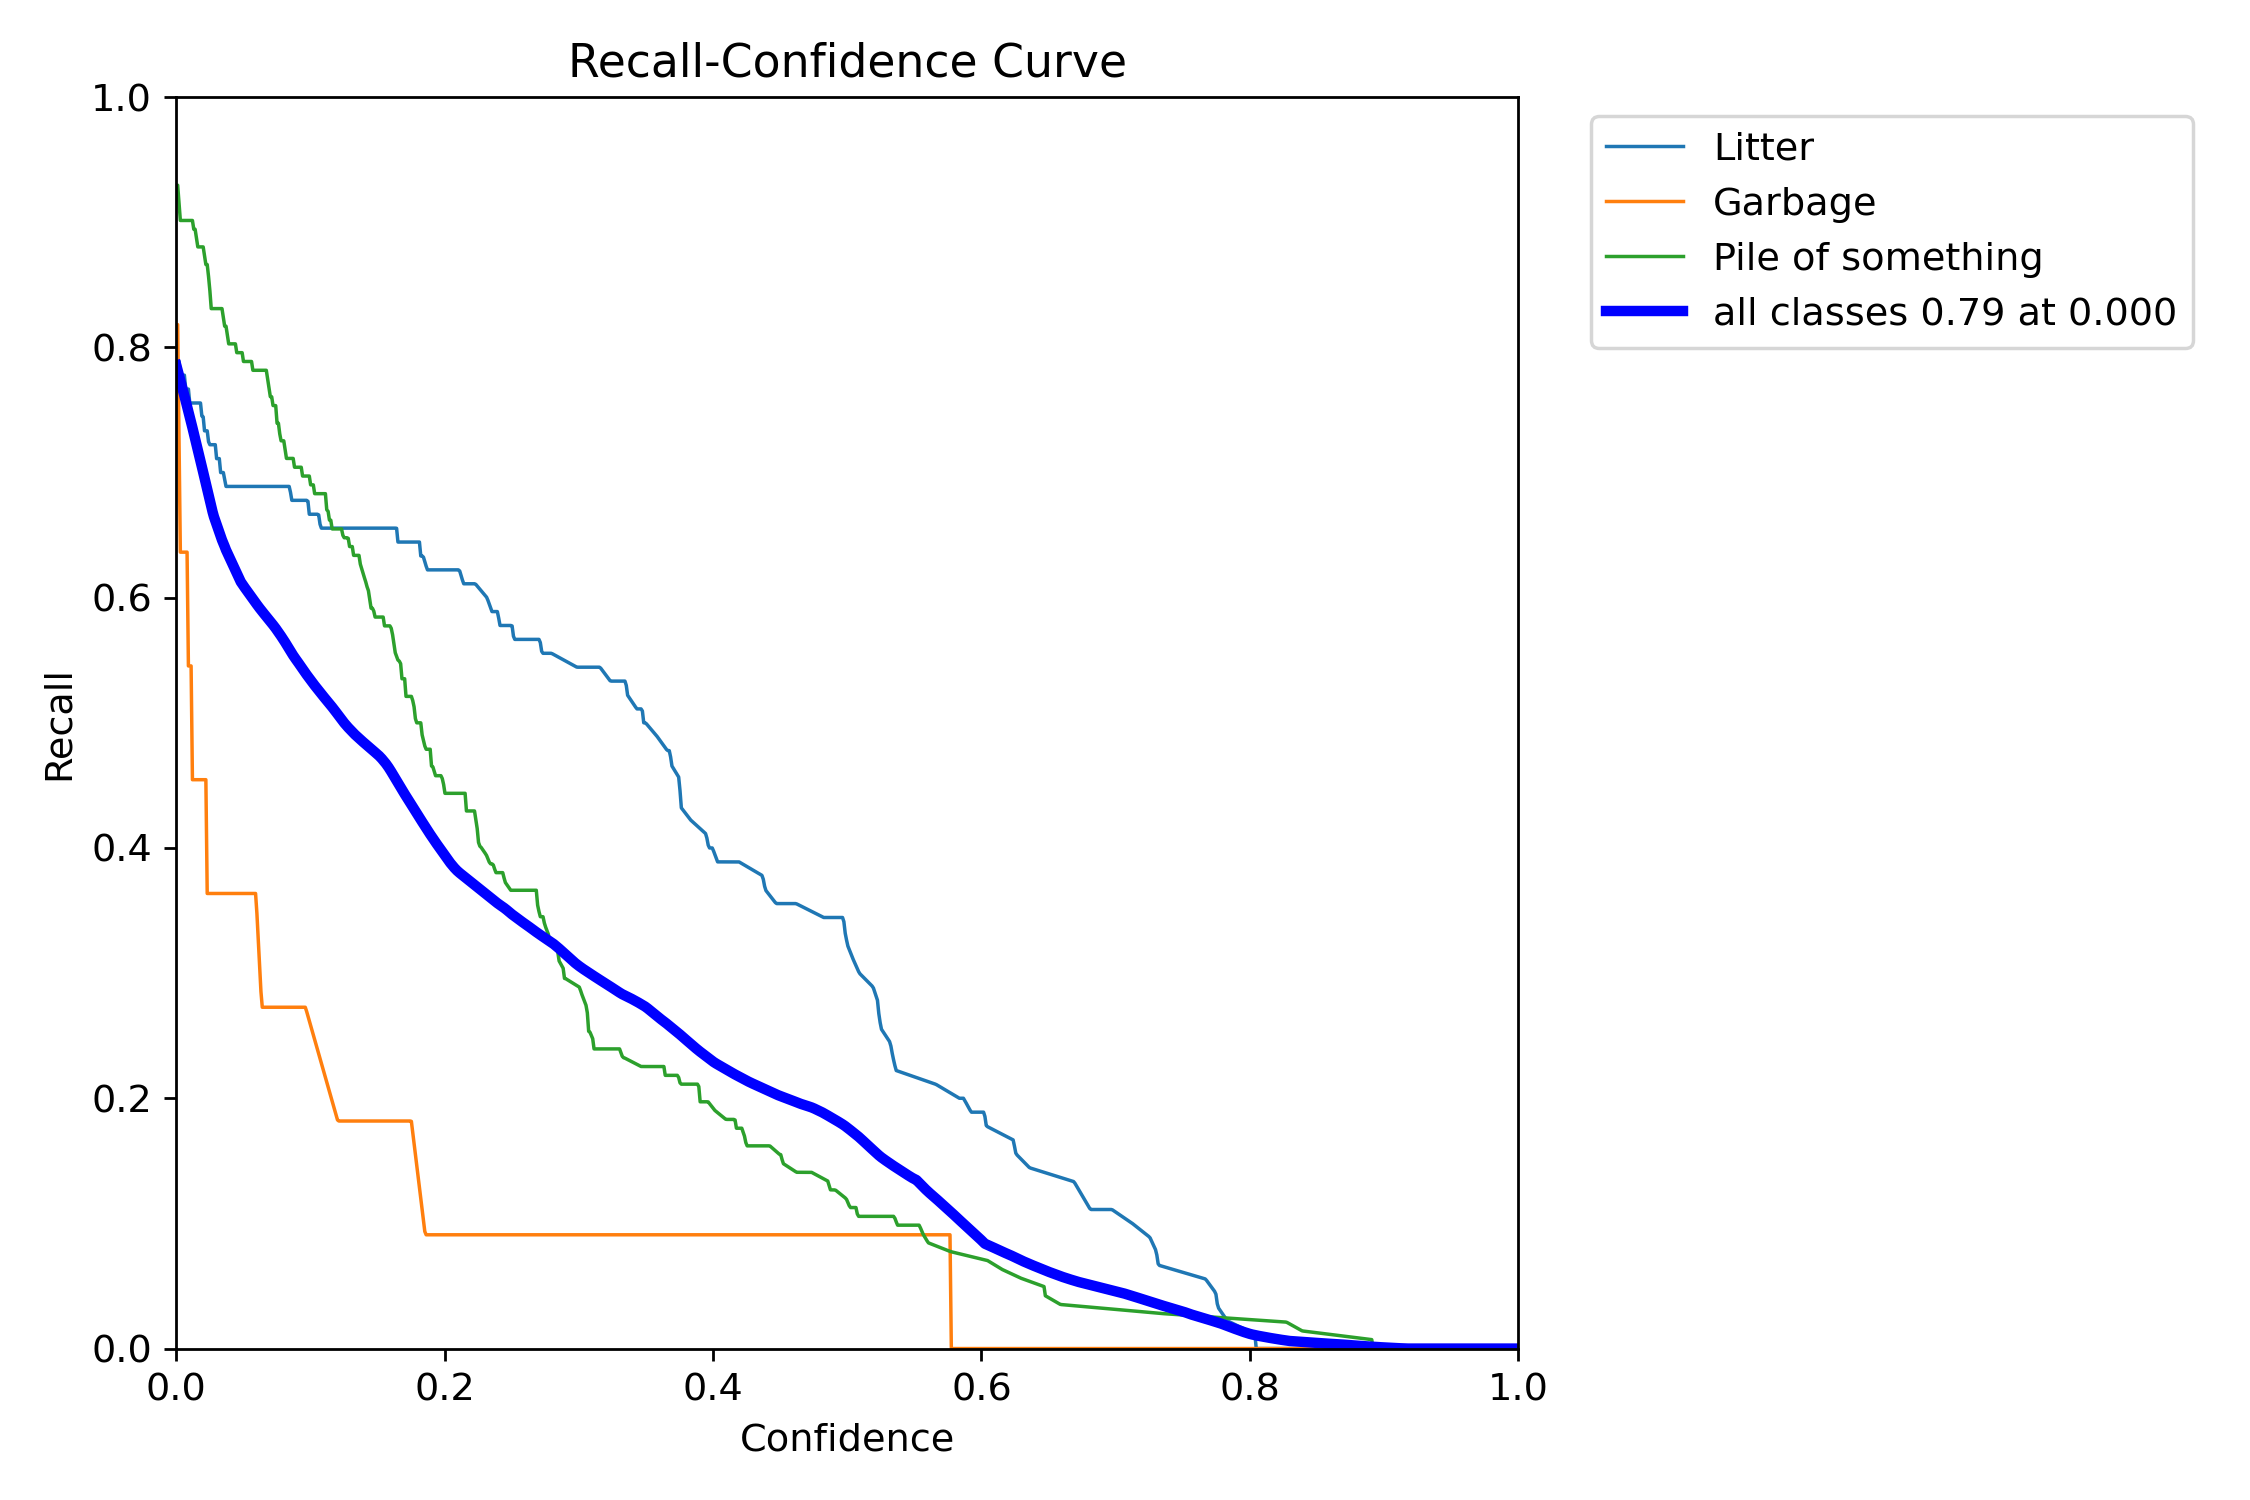 Recall-Confidence Curve
1.0
0.8
0.6
0.4
0.2
0.0
Recall
0.0 0.2 0.4 0.6 0.8 1.0
Confidence
Litter
Garbage
Pile of something
all classes 0.79 at 0.000